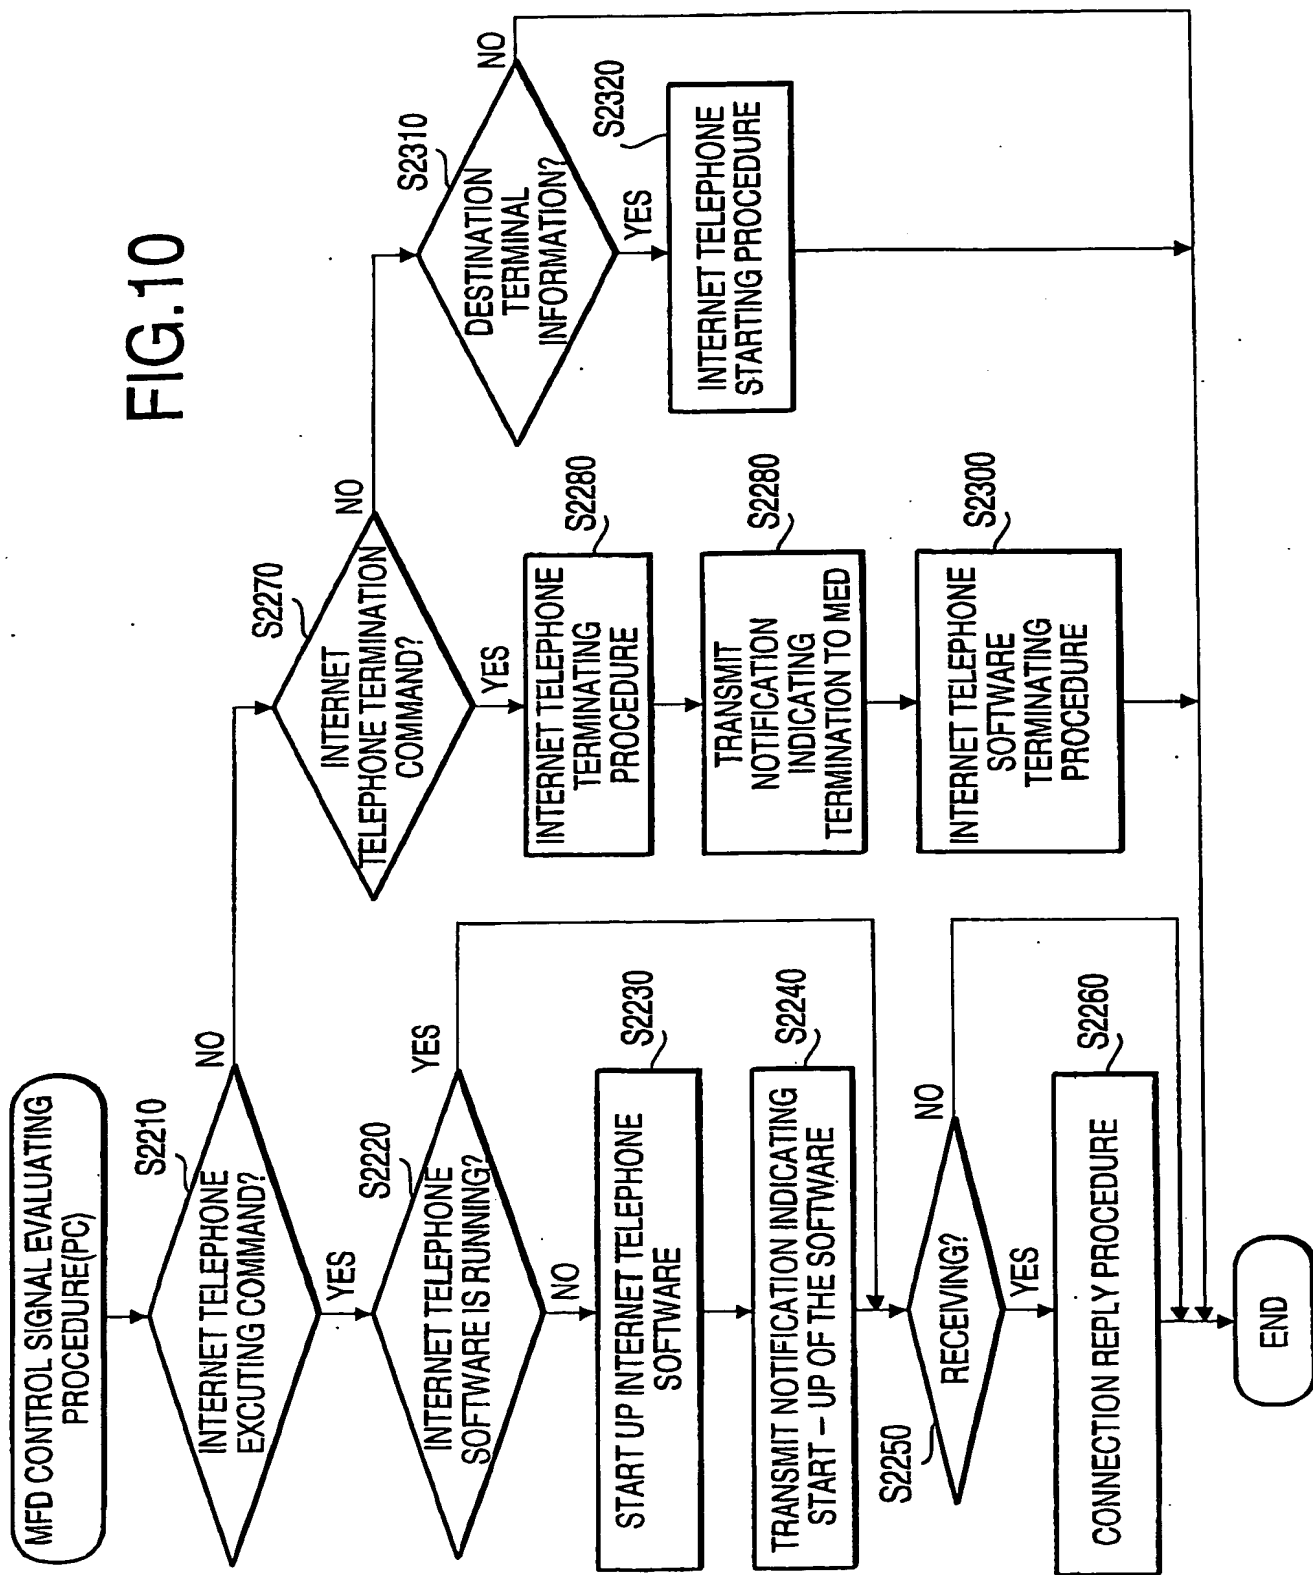 FIG.10
MFD CONTROL SIGNAL EVALUATING
PROCEDURE(PC)
S2210
INTERNET TELEPHONE
EXCUTING COMMAND?
NO
YES
S2220
INTERNET TELEPHONE
SOFTWARE IS RUNNING?
YES
NO
S2230
START UP INTERNET TELEPHONE
SOFTWARE
S2240
TRANSMIT NOTIFICATION INDICATING
START – UP OF THE SOFTWARE
S2250
RECEIVING?
NO
YES
S2260
CONNECTION REPLY PROCEDURE
END
S2270
INTERNET
TELEPHONE TERMINATION
COMMAND?
NO
YES
S2280
INTERNET TELEPHONE
TERMINATING
PROCEDURE
S2280
TRANSMIT
NOTIFICATION
INDICATING
TERMINATION TO MED
S2300
INTERNET TELEPHONE
SOFTWARE
TERMINATING
PROCEDURE
S2310
DESTINATION
TERMINAL
INFORMATION?
NO
YES
S2320
INTERNET TELEPHONE
STARTING PROCEDURE